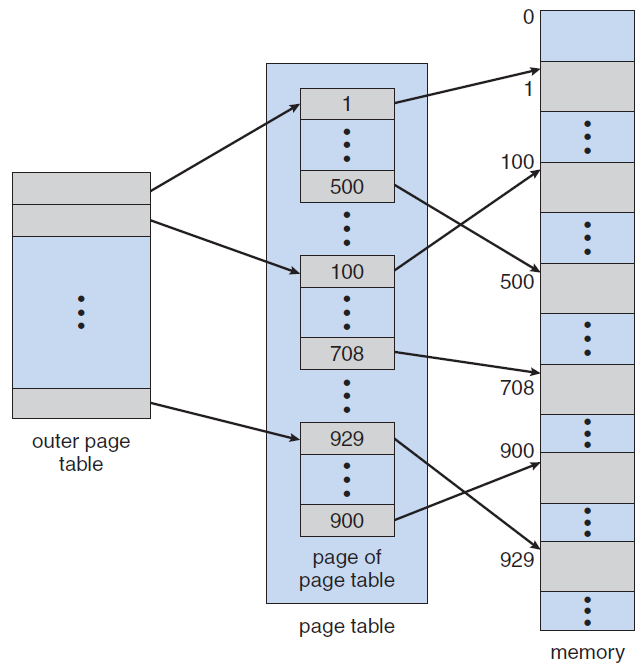 outer page
table
1
500
100
708
929
900
page of
page table
page table
0
1
100
500
708
900
929
memory